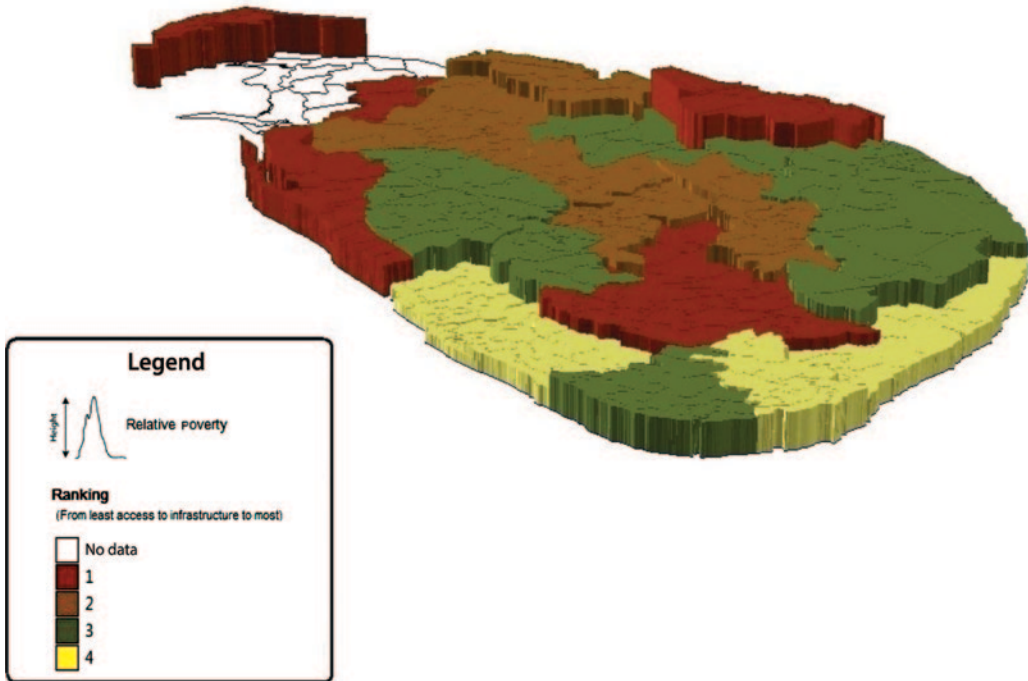 Legend
Height
Relative poverty
Ranking
(From least access to infrastructure to most)
No data
1
2
3
4